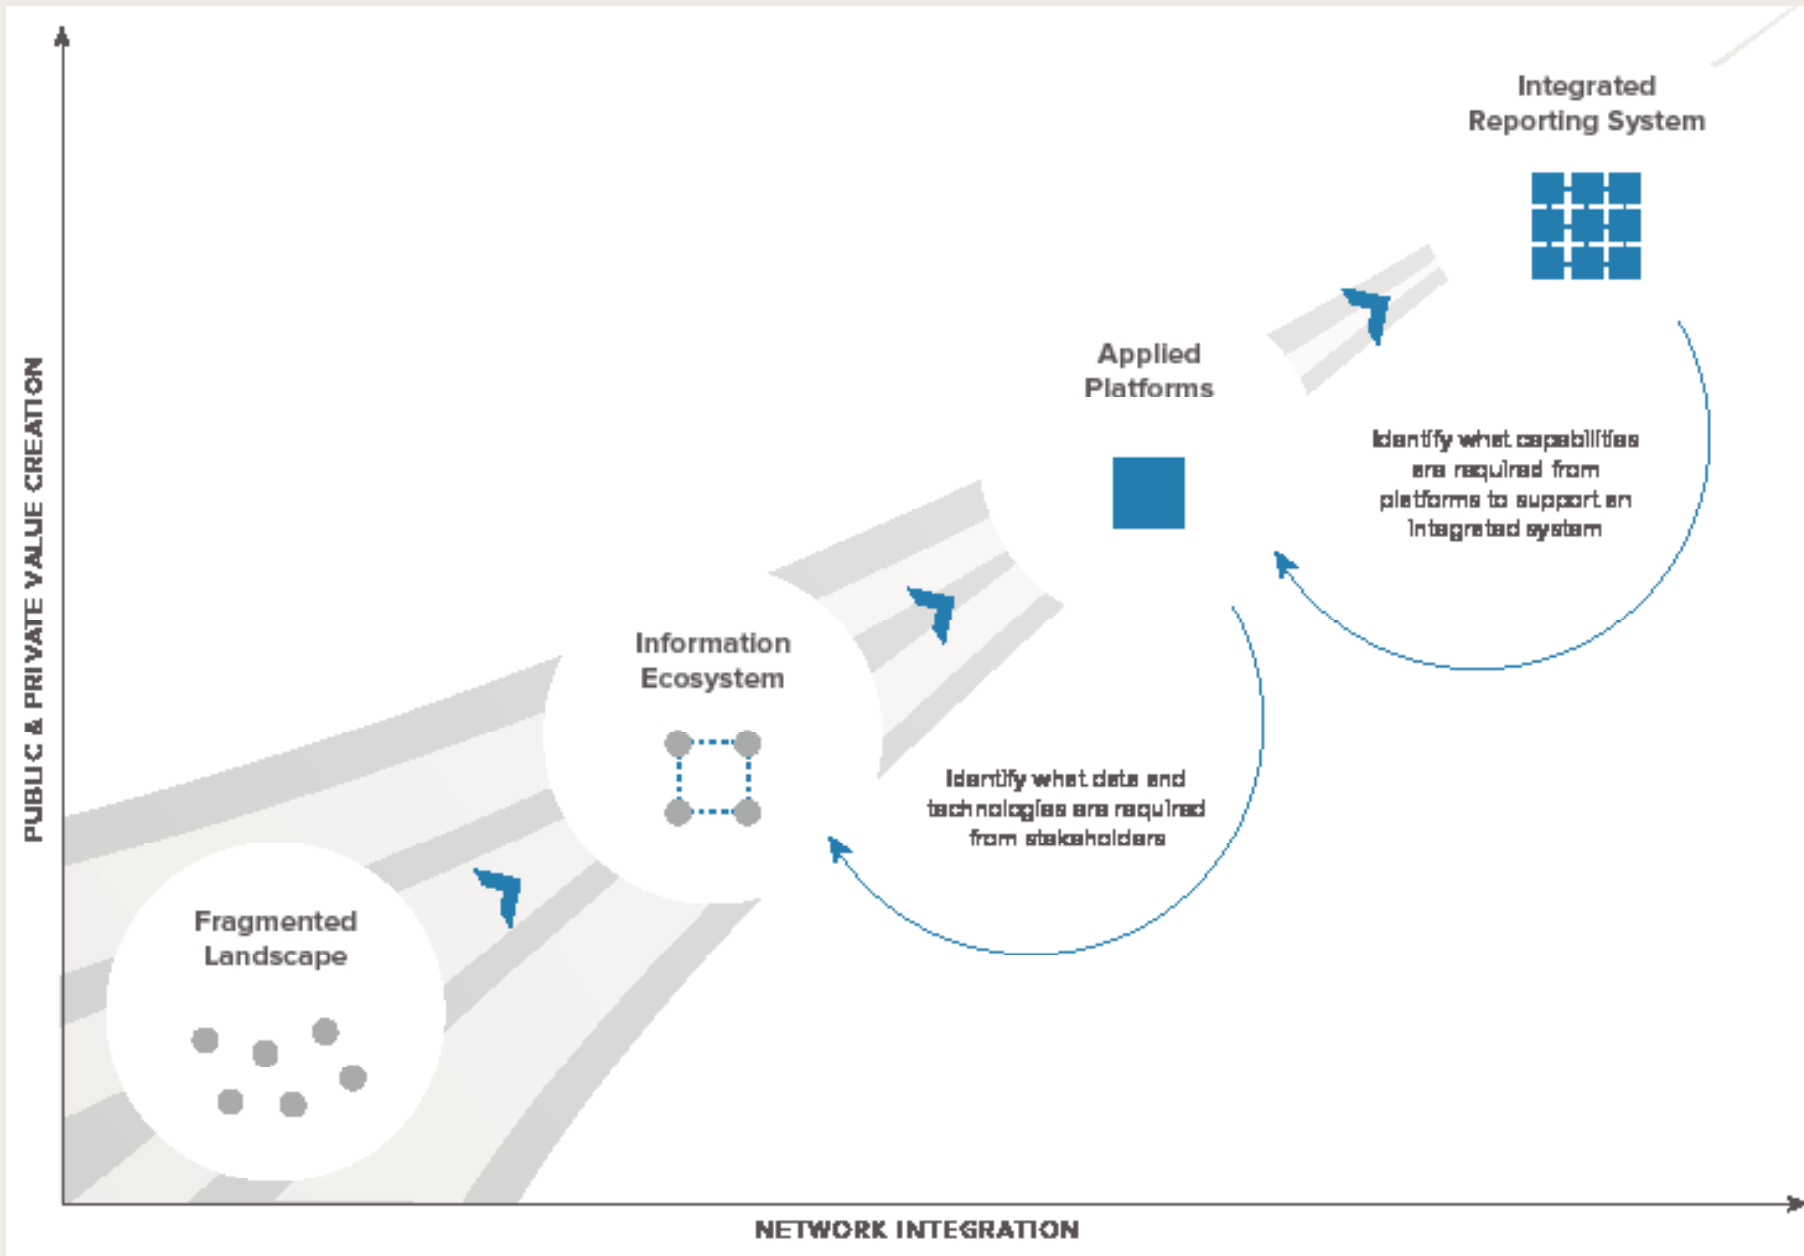 Integrated
Reporting System
Applied
Platforms
Identify what capabilities
are required from
platforms to support an
integrated system
Information
Ecosystem
Identify what data and
technologies are required
from stakeholders
Fragmented
Landscape
PUBLIC & PRIVATE VALUE CREATION
NETWORK INTEGRATION